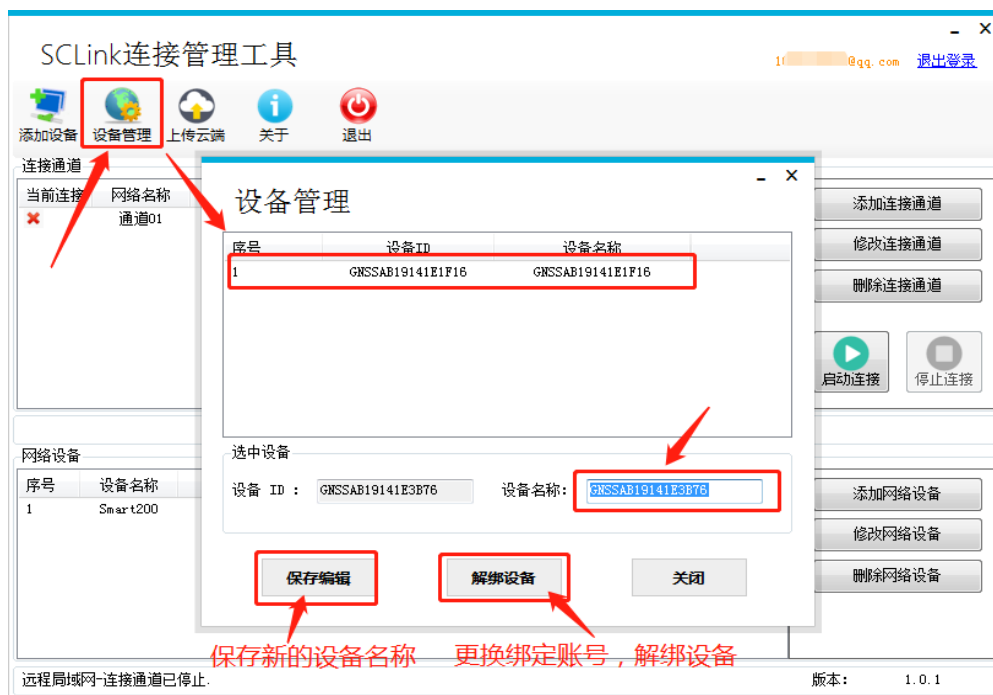 SCLink连接管理工具
@qq.com 退出登录
添加设备 设备管理 上传云端 关于 退出
连接通道
当前连接 网络名称
通道01
添加连接通道
修改连接通道
删除连接通道
启动连接 停止连接
设备管理
序号 设备ID 设备名称
1 GNSSAB19141E1F16 GNSSAB19141E1F16
选中设备
设备 ID : GNSSAB19141E3B76 设备名称: GNSSAB19141E3B76
保存编辑 解绑设备 关闭
保存新的设备名称 更换绑定账号，解绑设备
网络设备
序号 设备名称
1 Smart200
添加网络设备
修改网络设备
删除网络设备
远程局域网-连接通道已停止. 版本: 1.0.1